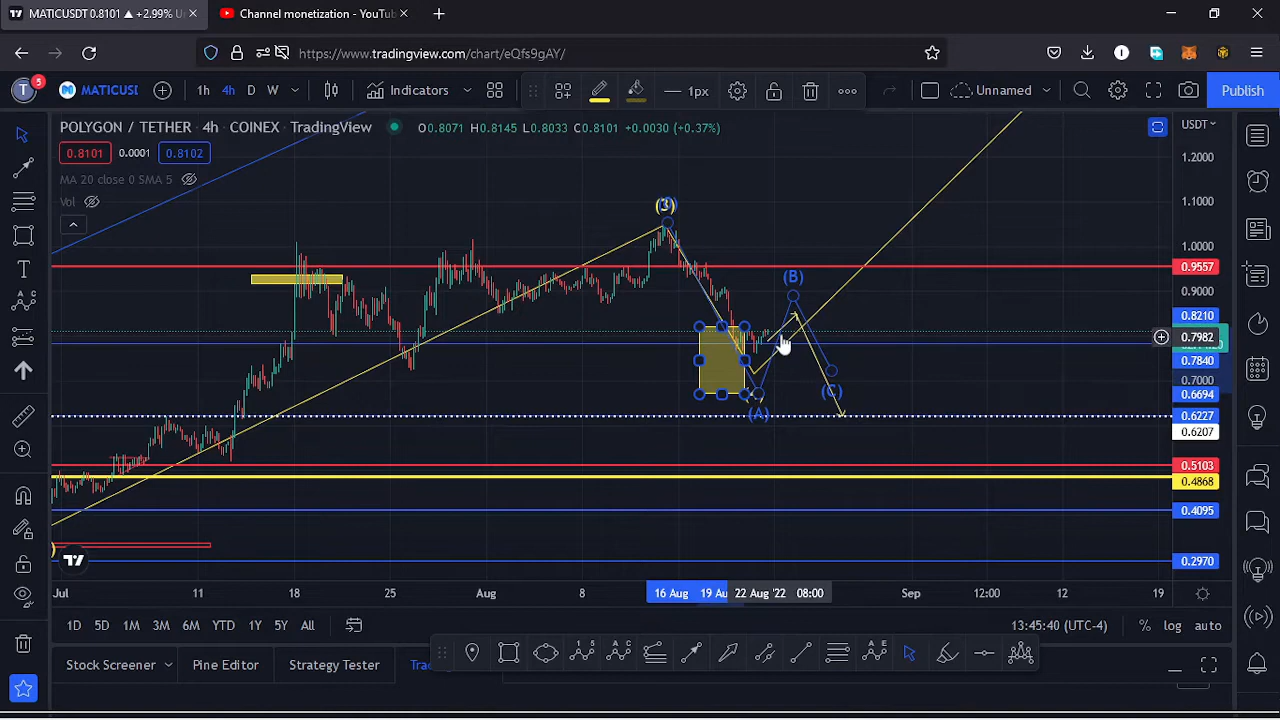 MATICUSDT 0.8101 ▲ +2.99%
Channel monetization - YouTub
https://www.tradingview.com/chart/eQfs9gAY/
T 5 MATICUSI 1h 4h D W Indicators 1px Unnamed Publish
POLYGON / TETHER · 4h · COINEX · TradingView O0.8071 H0.8145 L0.8033 C0.8101 +0.0030 (+0.37%) USDT
0.8101 0.0001 0.8102
MA 20 close 0 SMA 5
Vol
(3)
(B)
(A)
(C)
1.2000
1.1000
1.0000
0.9557
0.9000
0.8210
0.7982
0.7840
0.7000
0.6694
0.6227
0.6207
0.5103
0.4868
0.4095
0.2970
Jul 11 18 25 Aug 8 16 Aug 19 Au 22 Aug '22 08:00 Sep 12:00 12 19
1D 5D 1M 3M 6M YTD 1Y 5Y All 13:45:40 (UTC-4) % log auto
Stock Screener Pine Editor Strategy Tester